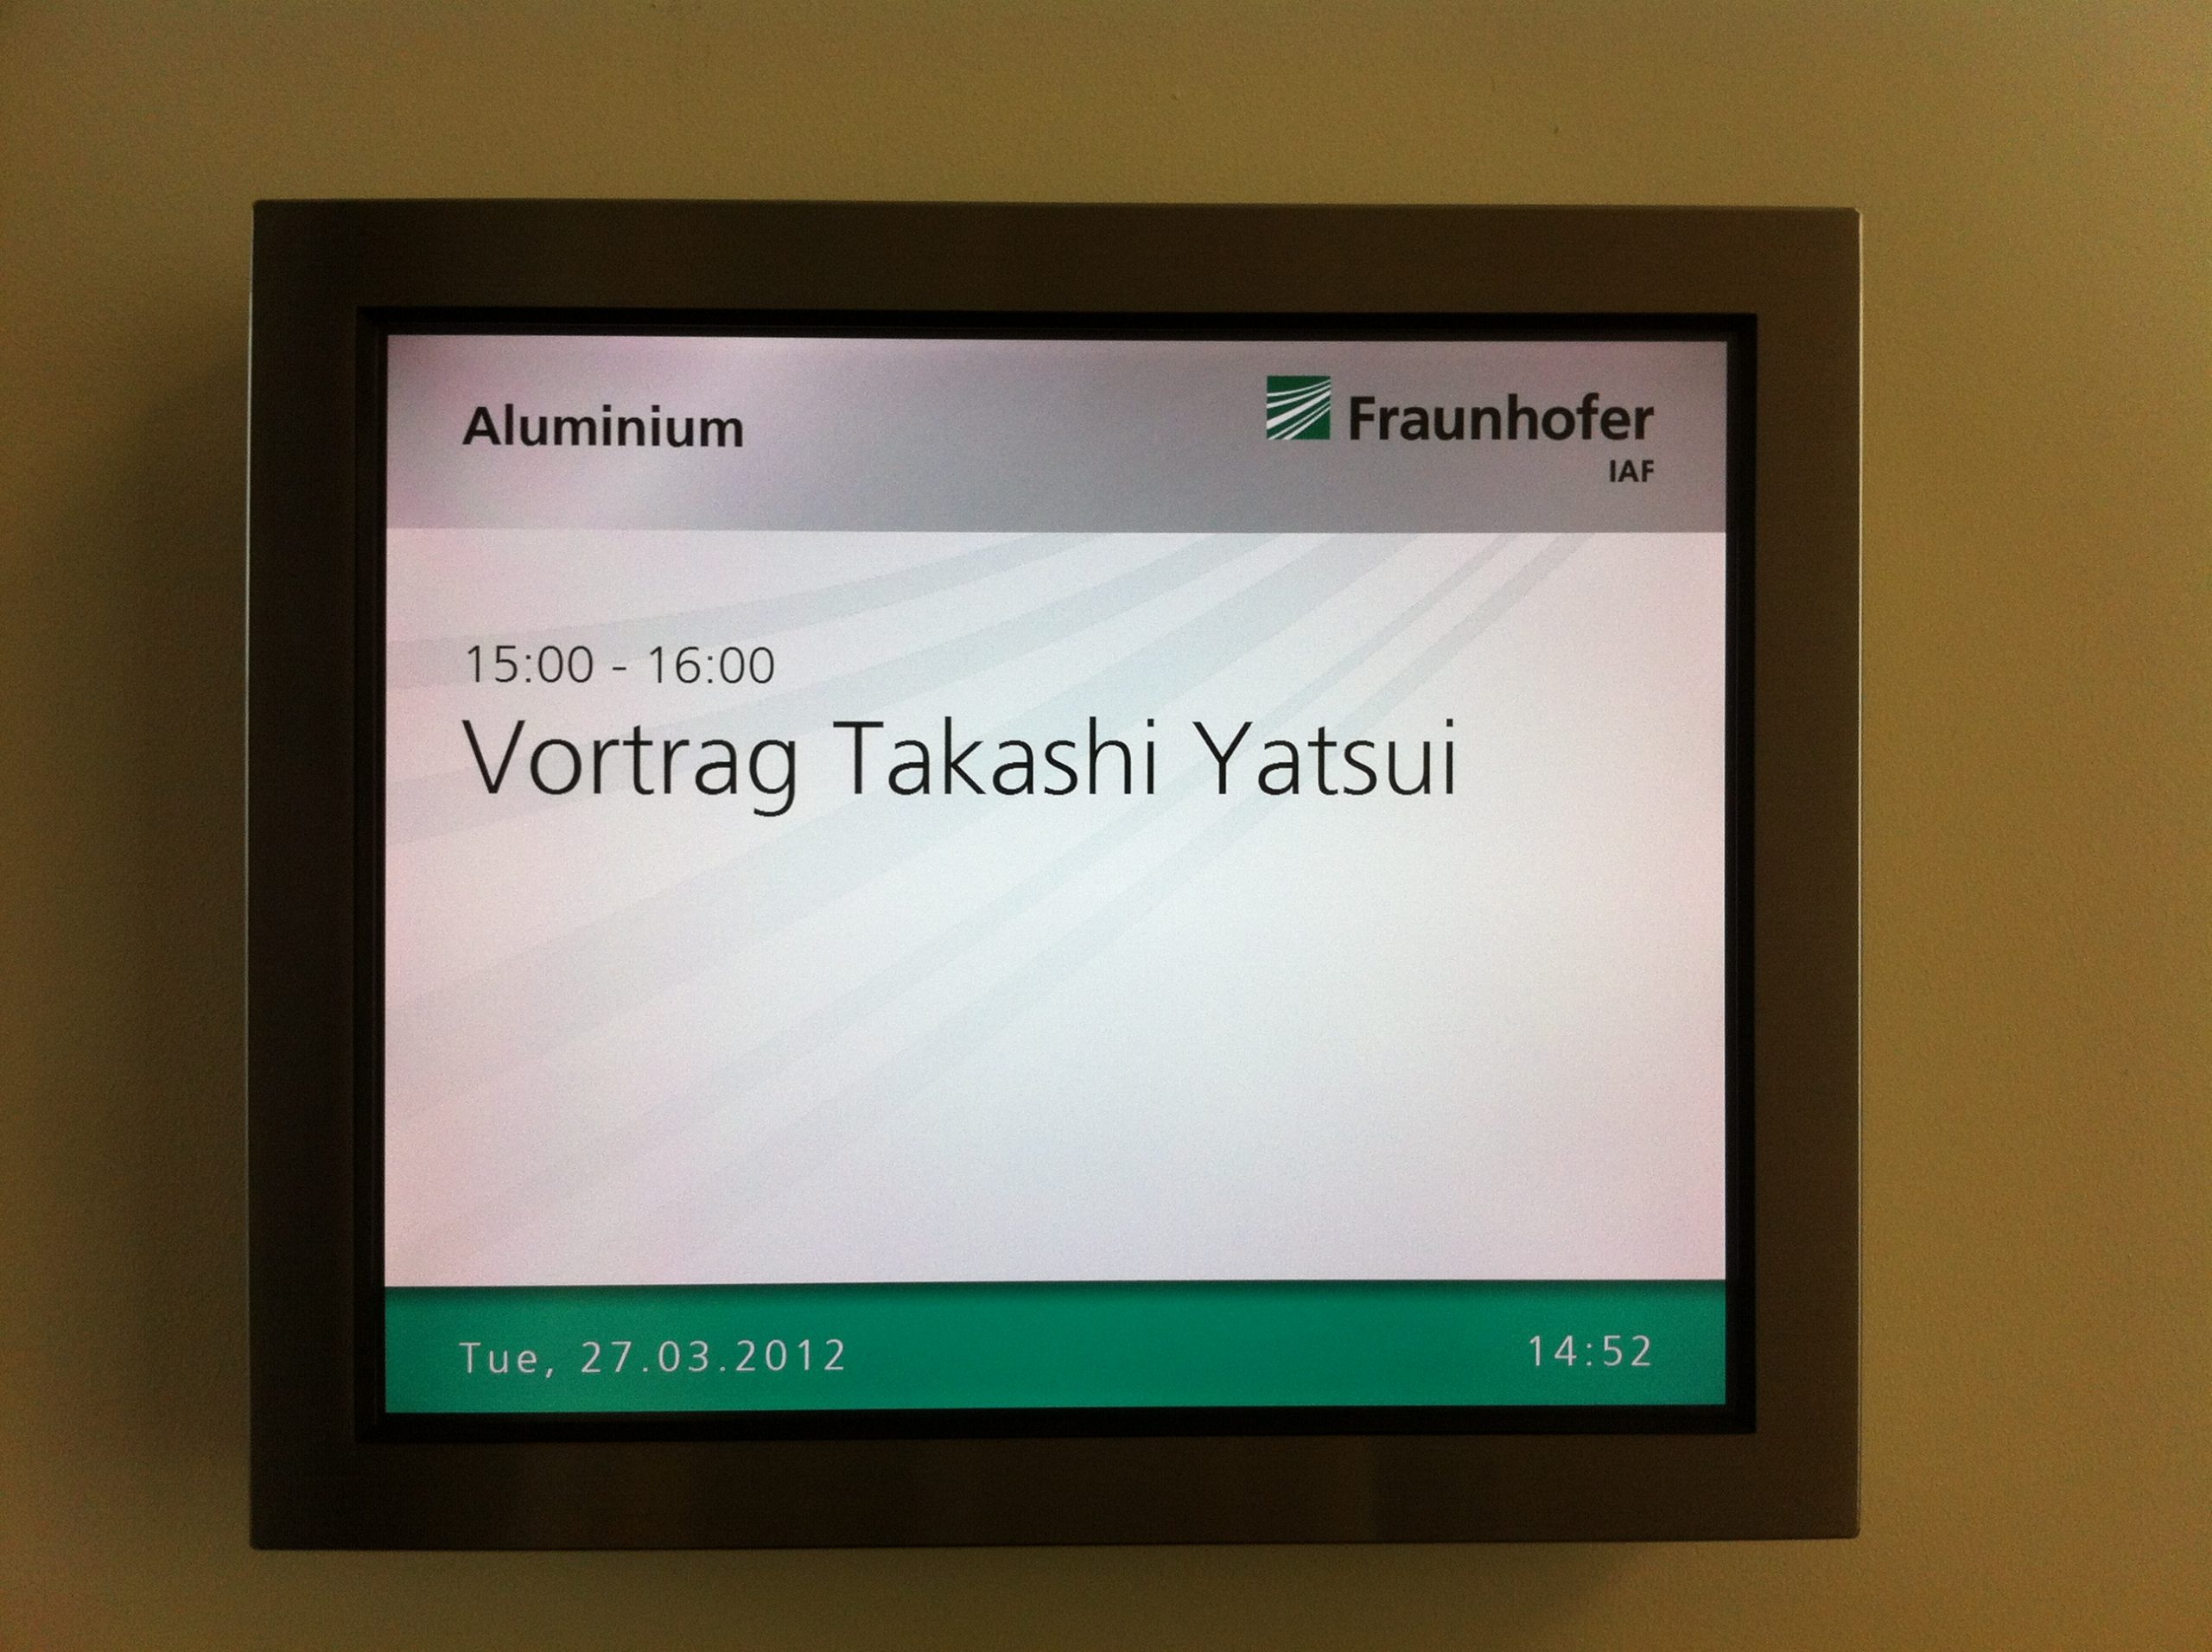 Aluminium
Fraunhofer
IAF
15:00 - 16:00
Vortrag Takashi Yatsui
Tue, 27.03.2012
14:52